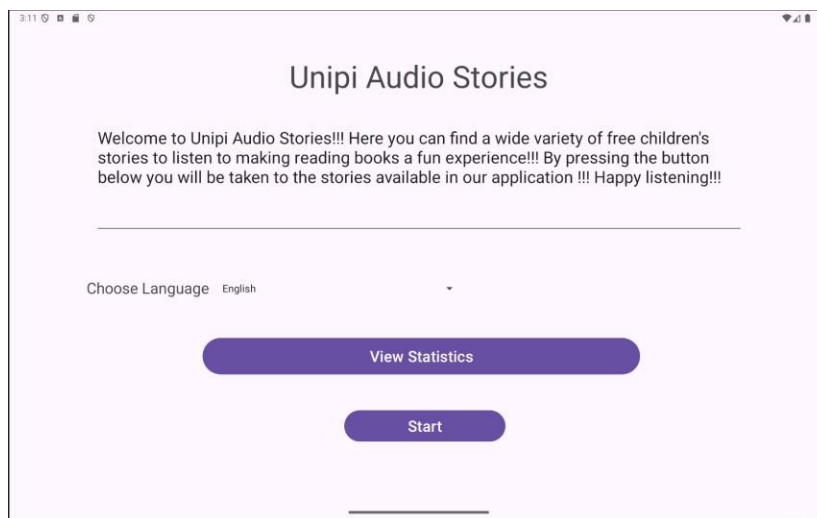 3:11
Unipi Audio Stories
Welcome to Unipi Audio Stories!!! Here you can find a wide variety of free children's
stories to listen to making reading books a fun experience!!! By pressing the button
below you will be taken to the stories available in our application !!! Happy listening!!!
Choose Language English
View Statistics
Start